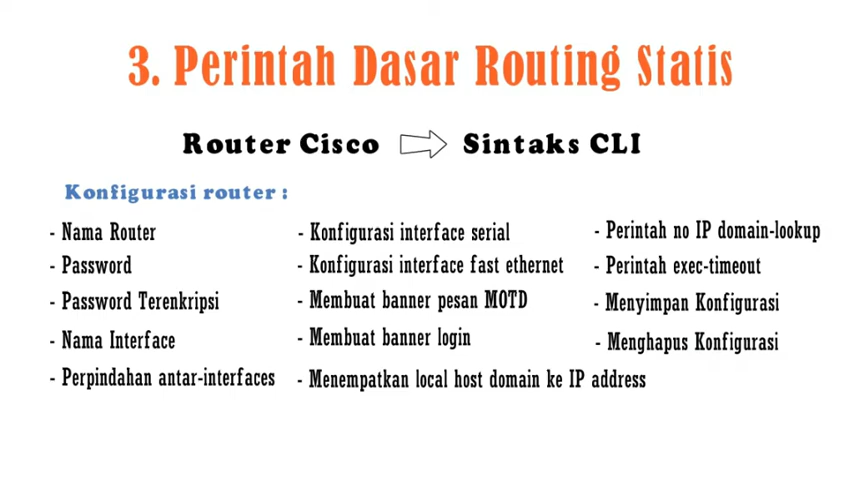 3. Perintah Dasar Routing Statis
Router Cisco Sintaks CLI
Konfigurasi router :
- Nama Router
- Password
- Password Terenkripsi
- Nama Interface
- Perpindahan antar-interfaces
- Konfigurasi interface serial
- Konfigurasi interface fast ethernet
- Membuat banner pesan MOTD
- Membuat banner login
- Menempatkan local host domain ke IP address
- Perintah no IP domain-lookup
- Perintah exec-timeout
- Menyimpan Konfigurasi
- Menghapus Konfigurasi